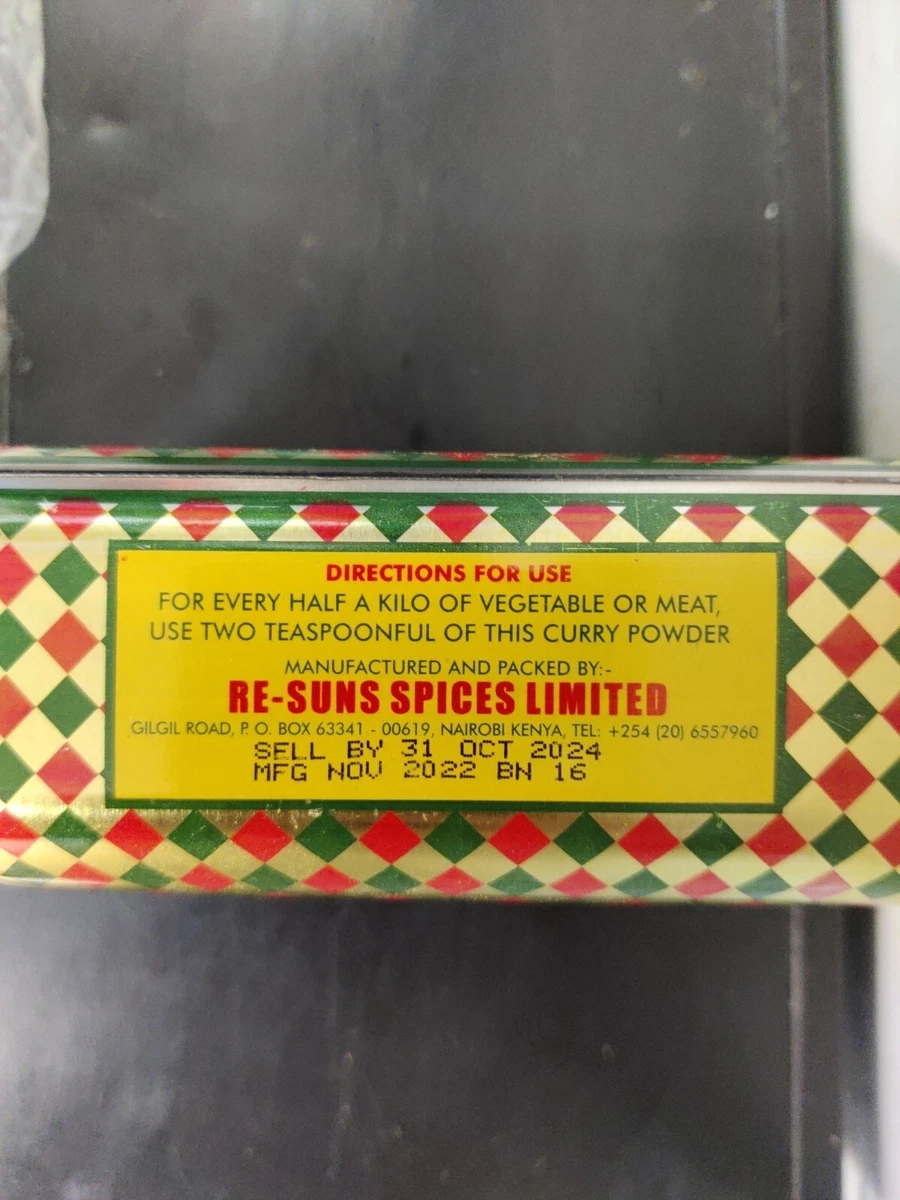 DIRECTIONS FOR USE
FOR EVERY HALF A KILO OF VEGETABLE OR MEAT,
USE TWO TEASPOONFUL OF THIS CURRY POWDER
MANUFACTURED AND PACKED BY:-
RE-SUNS SPICES LIMITED
GILGIL ROAD, P. O. BOX 63341 - 00619, NAIROBI KENYA, TEL: +254 (20) 6557960
SELL BY 31 OCT 2024
MFG NOV 2022 BN 16